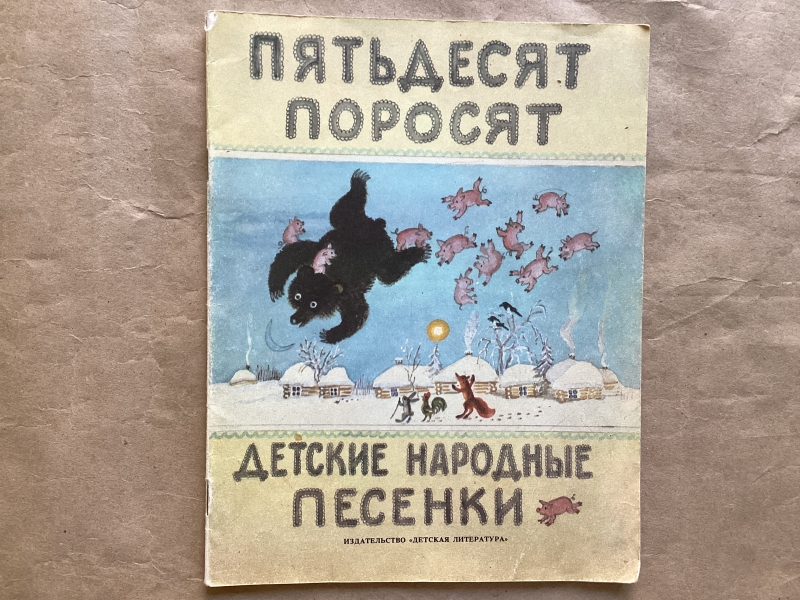 ПЯТЬДЕСЯТ
ПОРОСЯТ
ДЕТСКИЕ НАРОДНЫЕ
ПЕСЕНКИ
ИЗДАТЕЛЬСТВО «ДЕТСКАЯ ЛИТЕРАТУРА»